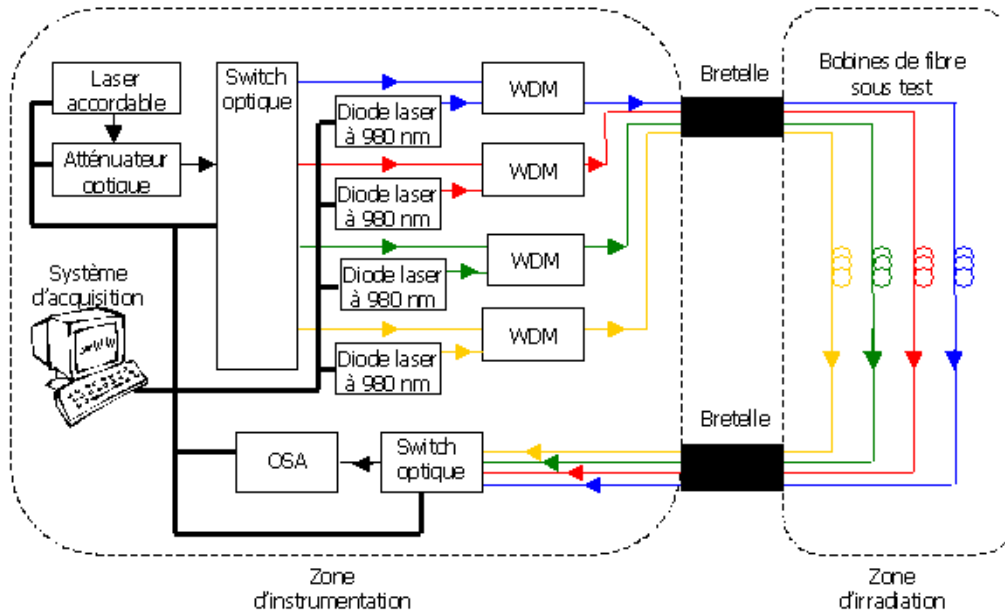 Laser
accordable
Atténuateur
optique
Switch
optique
Diode laser
à 980 nm
Diode laser
à 980 nm
Diode laser
à 980 nm
Diode laser
à 980 nm
WDM
WDM
WDM
WDM
Bretelle
Bobines de fibre
sous test
Système
d'acquisition
OSA
Switch
optique
Bretelle
Zone
d'instrumentation
Zone
d'irradiation